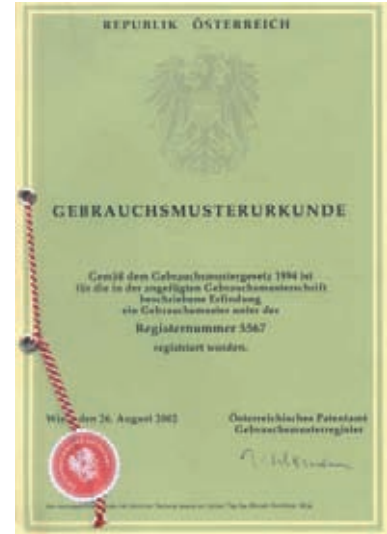 REPUBLIK ÖSTERREICH
GEBRAUCHSMUSTERURKUNDE
Gemäß dem Gebrauchsmustergesetz 1994 ist
für die in der angefügten Gebrauchsmusterschrift
beschriebene Erfindung
ein Gebrauchsmuster unter der
Registernummer 5567
registriert worden.
Wien, den 26. August 2002
Österreichisches Patentamt
Gebrauchsmusterregister